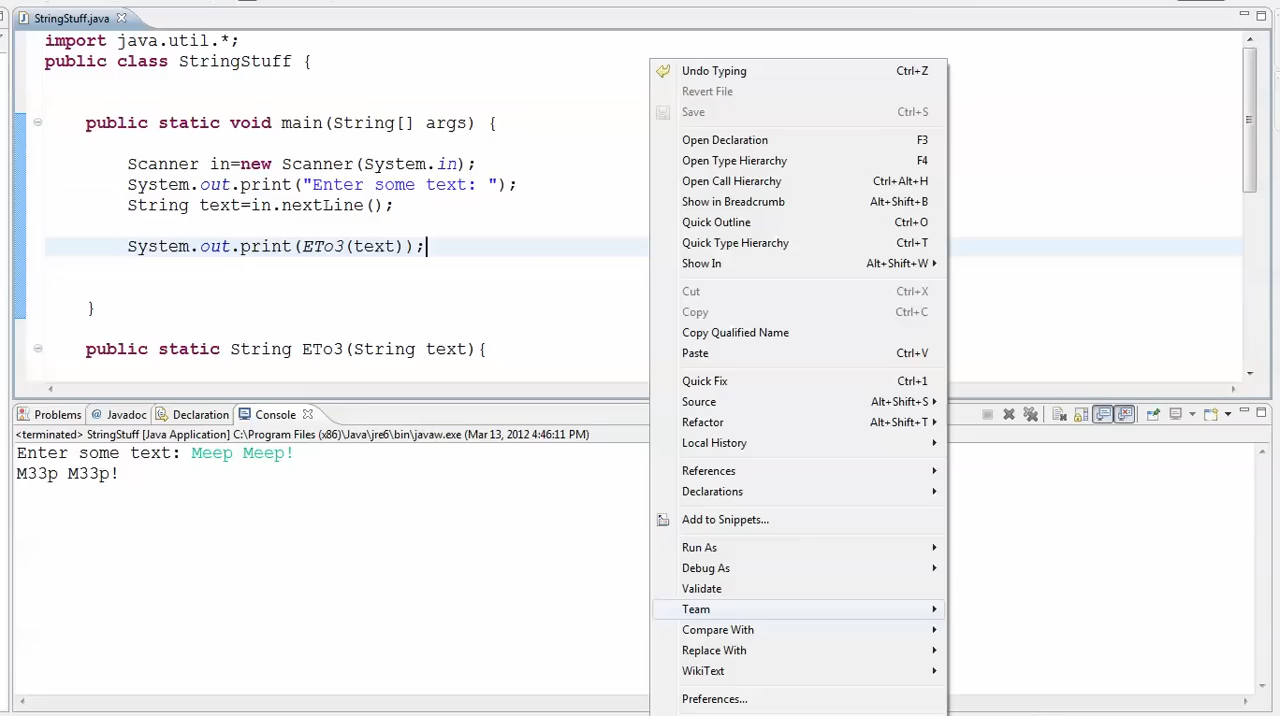 StringStuff.java
import java.util.*;
public class StringStuff {
public static void main(String[] args) {
Scanner in=new Scanner(System.in);
System.out.print("Enter some text: ");
String text=in.nextLine();
System.out.print(ETo3(text));
}
public static String ETo3(String text){
Undo Typing Ctrl+Z
Revert File
Save Ctrl+S
Open Declaration F3
Open Type Hierarchy F4
Open Call Hierarchy Ctrl+Alt+H
Show in Breadcrumb Alt+Shift+B
Quick Outline Ctrl+O
Quick Type Hierarchy Ctrl+T
Show In Alt+Shift+W
Cut Ctrl+X
Copy Ctrl+C
Copy Qualified Name
Paste Ctrl+V
Quick Fix Ctrl+1
Source Alt+Shift+S
Refactor Alt+Shift+T
Local History
References
Declarations
Add to Snippets...
Run As
Debug As
Validate
Team
Compare With
Replace With
WikiText
Preferences...
Problems Javadoc Declaration Console
<terminated> StringStuff [Java Application] C:\Program Files (x86)\Java\jre6\bin\javaw.exe (Mar 13, 2012 4:46:11 PM)
Enter some text: Meep Meep!
M33p M33p!